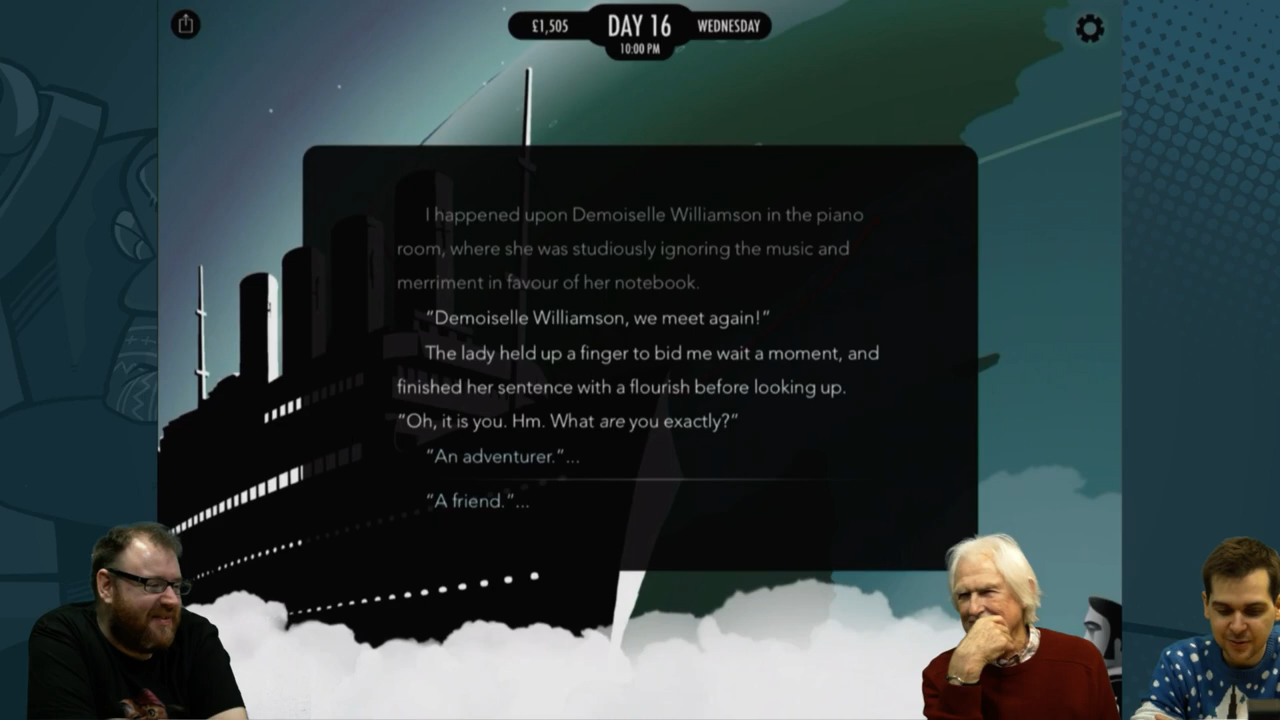 £1,505
DAY 16
WEDNESDAY
10:00 PM
I happened upon Demoiselle Williamson in the piano
room, where she was studiously ignoring the music and
merriment in favour of her notebook.
“Demoiselle Williamson, we meet again!”
The lady held up a finger to bid me wait a moment, and
finished her sentence with a flourish before looking up.
“Oh, it is you. Hm. What are you exactly?”
“An adventurer.”...
“A friend.”...